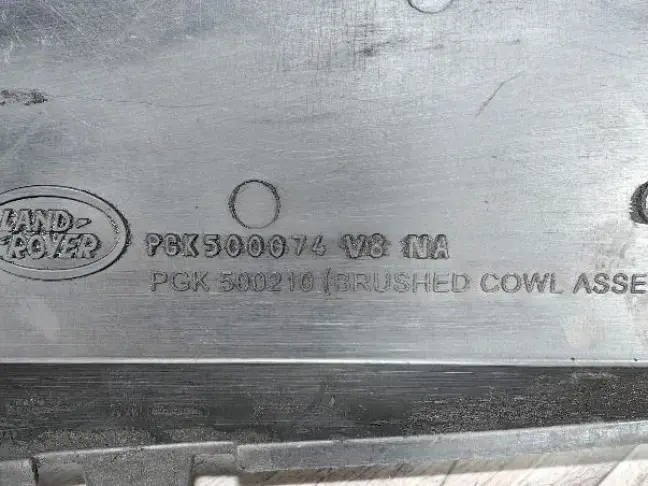 LAND-
ROVER
PGK500074 V8 NA
PGK 500210 (BRUSHED COWL ASSE